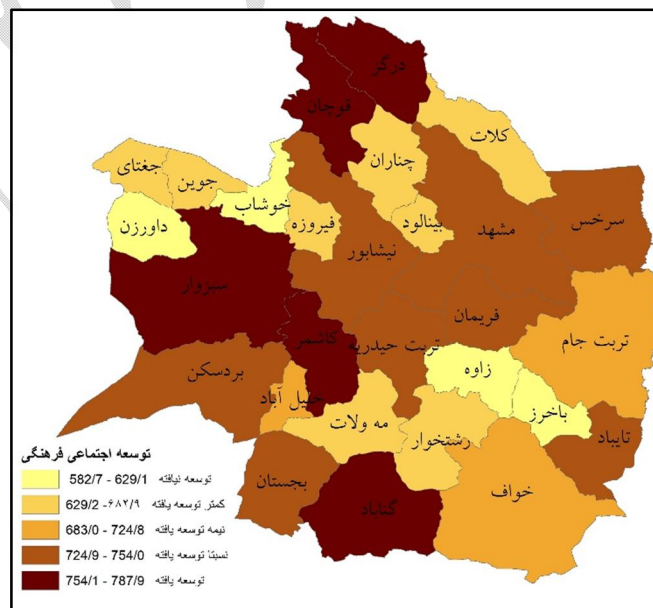 درگز
قوچان
کلات
چناران
جغتای
جوین
خوشاب
فیروزه
بینالود
مشهد
سرخس
داورزن
نیشابور
سبزوار
فریمان
کاشمر
تربت حیدریه
تربت جام
بردسکن
زاوه
خلیل آباد
باخرز
مه ولات
رشتخوار
تایباد
بجستان
گناباد
خواف
توسعه اجتماعی فرهنگی
582/7 - 629/1 توسعه نیافته
629/2 - ۶۸۲/۹ کمتر توسعه یافته
683/0 - 724/8 نیمه توسعه یافته
724/9 - 754/0 نسبتا توسعه یافته
754/1 - 787/9 توسعه یافته